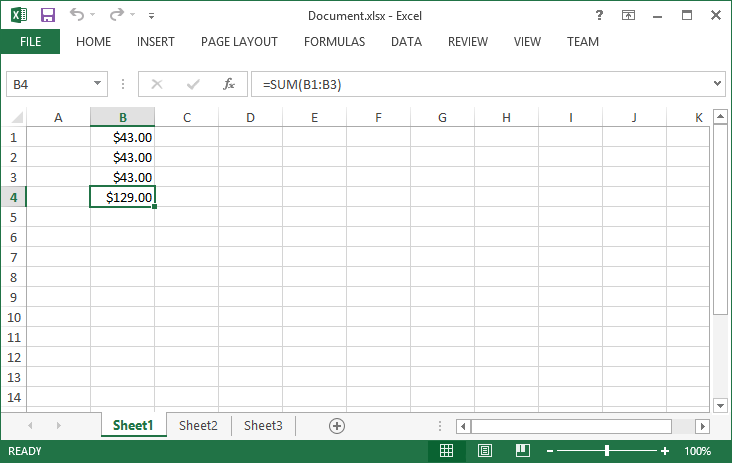 Document.xlsx - Excel
FILE HOME INSERT PAGE LAYOUT FORMULAS DATA REVIEW VIEW TEAM
B4 fx =SUM(B1:B3)
A B C D E F G H I J K
1 $43.00
2 $43.00
3 $43.00
4 $129.00
5
6
7
8
9
10
11
12
13
14
Sheet1 Sheet2 Sheet3
READY 100%